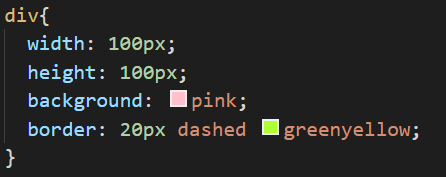 div{
width: 100px;
height: 100px;
background: pink;
border: 20px dashed greenyellow;
}